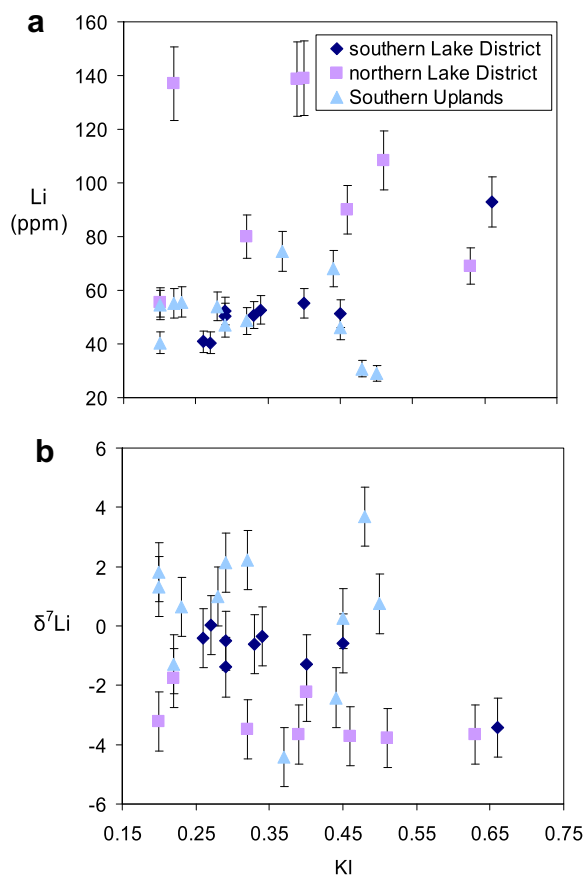 a
160
140
120
100
80
60
40
20
Li
(ppm)
southern Lake District
northern Lake District
Southern Uplands
b
6
4
2
0
-2
-4
-6
δ⁷Li
0.15 0.25 0.35 0.45 0.55 0.65 0.75
KI